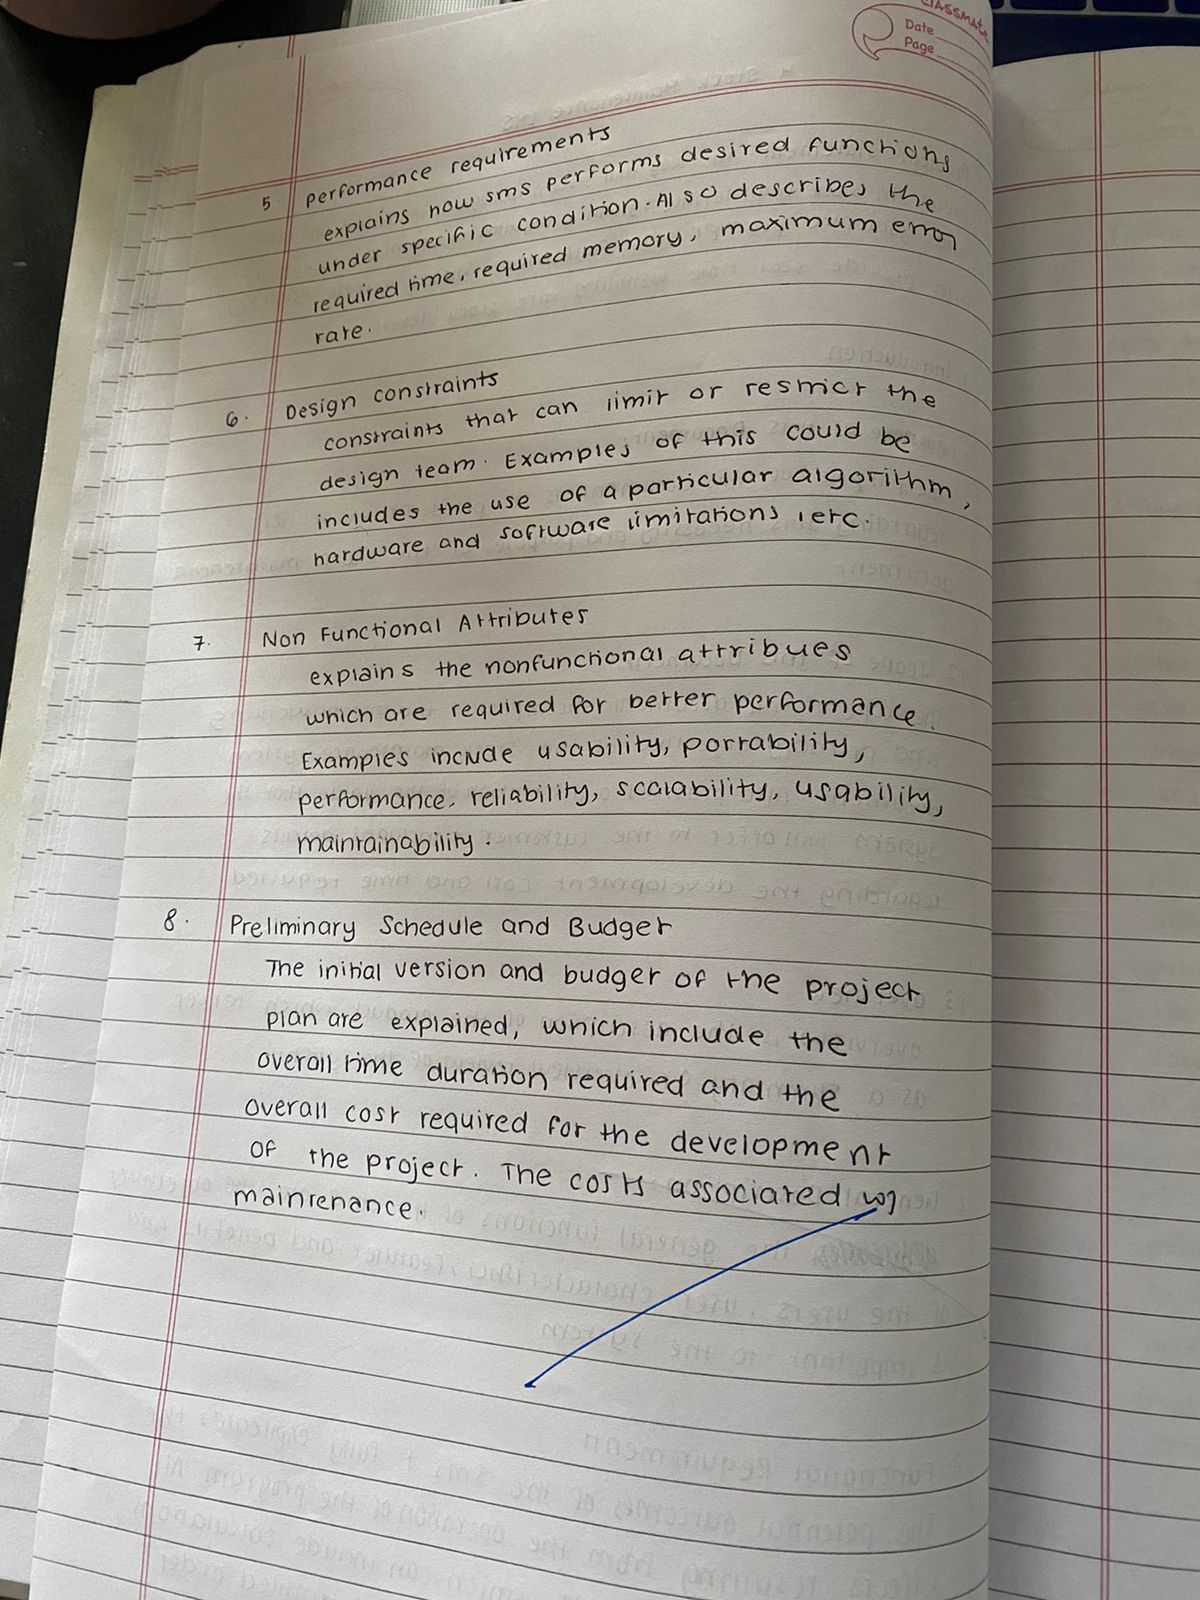 classmate
Date
Page
5 performance requirements
explains how sms performs desired functions
under specific condition. Also describes the
required time, required memory, maximum error
rate.
6. Design constraints
constraints that can limit or restrict the
design team. Examples of this could be
includes the use of a particular algorithm,
hardware and software limitations, etc.
7. Non Functional Attributes
explains the nonfunctional attribues
which are required for better performance.
Examples include usability, portability,
performance, reliability, scalability, usability,
maintainability.
8. Preliminary Schedule and Budget
The initial version and budget of the project
plan are explained, which include the
overall time duration required and the
overall cost required for the development
of the project. The costs associated
maintenance.